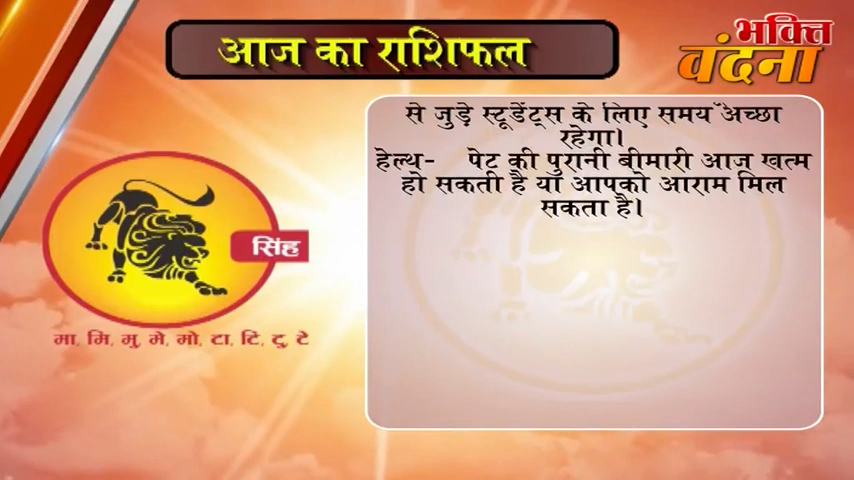 आज का राशिफल
भक्ति
वंदना
से जुड़े स्टूडेंट्स के लिए समय अच्छा
रहेगा।
हेल्थ- पेट की पुरानी बीमारी आज खत्म
हो सकती है या आपको आराम मिल
सकता है।
सिंह
मा, मि, मु, मे, मो, टा, टि, टु, टे